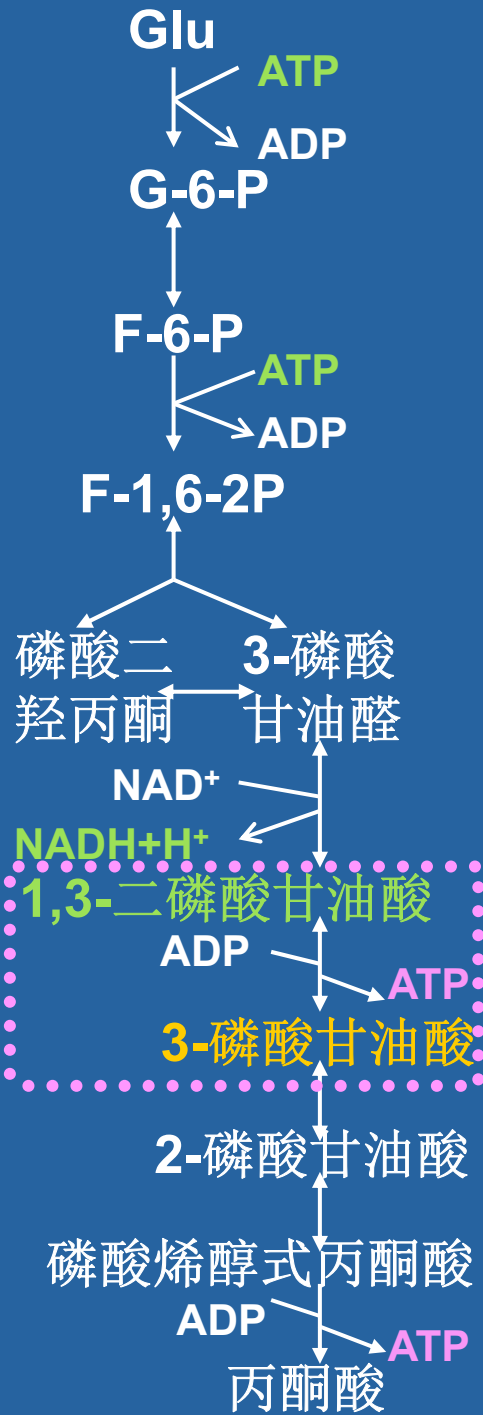 Glu
ATP
ADP
G-6-P
F-6-P
ATP
ADP
F-1,6-2P
磷酸二
羟丙酮
3-磷酸
甘油醛
NAD⁺
NADH+H⁺
1,3-二磷酸甘油酸
ADP
ATP
3-磷酸甘油酸
2-磷酸甘油酸
磷酸烯醇式丙酮酸
ADP
ATP
丙酮酸